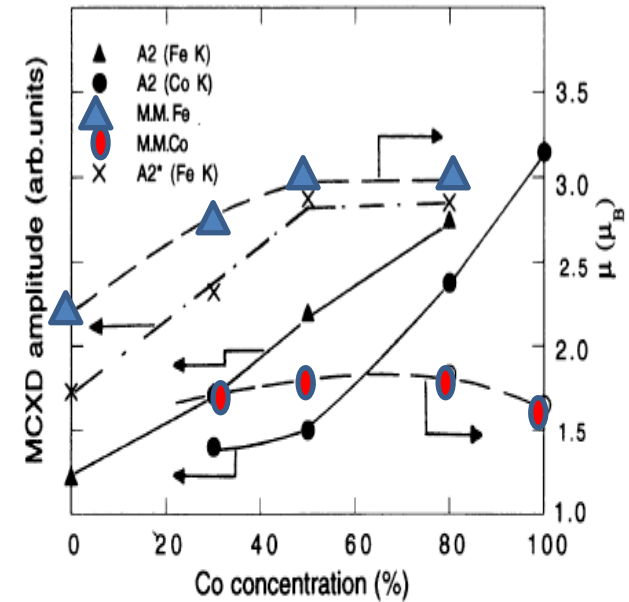 A2 (Fe K)
A2 (Co K)
M.M.Fe
M.M.Co
A2* (Fe K)
MCXD amplitude (arb.units)
3.5
3.0
2.5
2.0
1.5
1.0
μ (μB)
0 20 40 60 80 100
Co concentration (%)